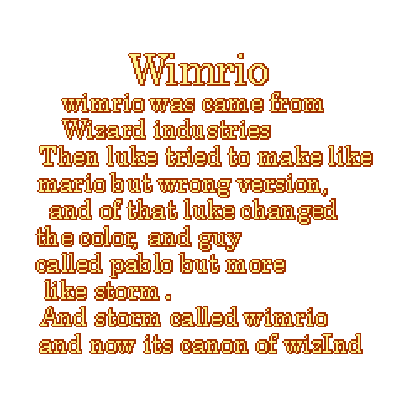 Wimrio
wimrio was came from
Wizard industries
Then luke tried to make like
mario but wrong version,
and of that luke changed
the color, and guy
called pablo but more
like storm .
And storm called wimrio
and now its canon of wizInd